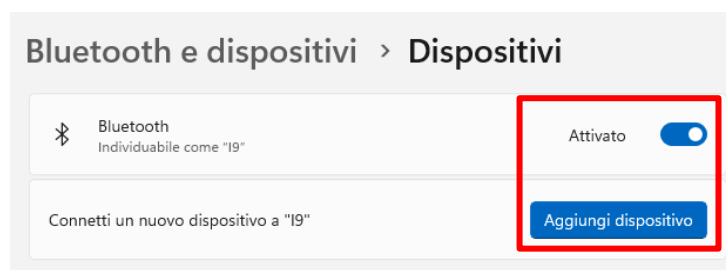 Bluetooth e dispositivi > Dispositivi
Bluetooth
Individuabile come "I9"
Attivato
Connetti un nuovo dispositivo a "I9"
Aggiungi dispositivo